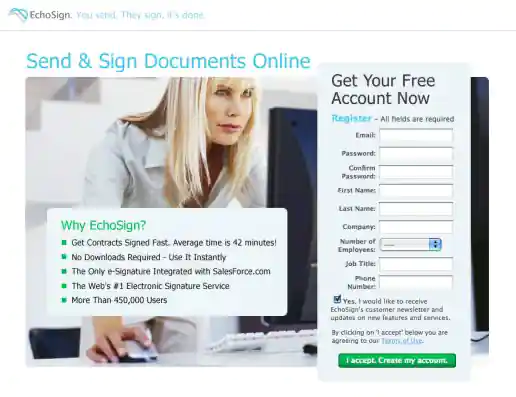 EchoSign. You send. They sign, it's done.
Send & Sign Documents Online
Why EchoSign?
Get Contracts Signed Fast. Average time is 42 minutes!
No Downloads Required - Use It Instantly
The Only e-Signature Integrated with SalesForce.com
The Web's #1 Electronic Signature Service
More Than 450,000 Users
Get Your Free
Account Now
Register - All fields are required
Email:
Password:
Confirm
Password:
First Name:
Last Name:
Company:
Number of
Employees:
Job Title:
Phone
Number:
Yes, I would like to receive
EchoSign's customer newsletter and
updates on new features and services.
By clicking on "I accept" below you are
agreeing to our Terms of Use.
I accept. Create my account.